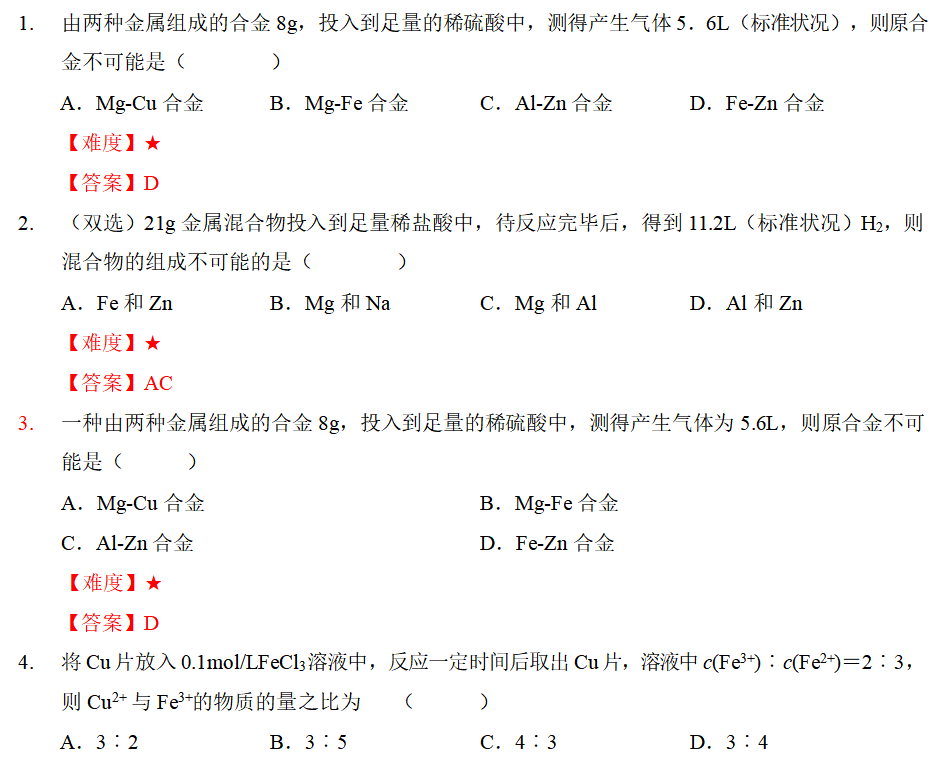 1. 由两种金属组成的合金 8g，投入到足量的稀硫酸中，测得产生气体 5．6L（标准状况），则原合
金不可能是（ ）
A．Mg-Cu 合金 B．Mg-Fe 合金 C．Al-Zn 合金 D．Fe-Zn 合金
【难度】★
【答案】D
2. （双选）21g 金属混合物投入到足量稀盐酸中，待反应完毕后，得到 11.2L（标准状况）H₂，则
混合物的组成不可能的是（ ）
A．Fe 和 Zn B．Mg 和 Na C．Mg 和 Al D．Al 和 Zn
【难度】★
【答案】AC
3. 一种由两种金属组成的合金 8g，投入到足量的稀硫酸中，测得产生气体为 5.6L，则原合金不可
能是（ ）
A．Mg-Cu 合金 B．Mg-Fe 合金
C．Al-Zn 合金 D．Fe-Zn 合金
【难度】★
【答案】D
4. 将 Cu 片放入 0.1mol/LFeCl₃溶液中，反应一定时间后取出 Cu 片，溶液中 c(Fe³⁺)∶c(Fe²⁺)＝2∶3，
则 Cu²⁺ 与 Fe³⁺的物质的量之比为 （ ）
A．3∶2 B．3∶5 C．4∶3 D．3∶4